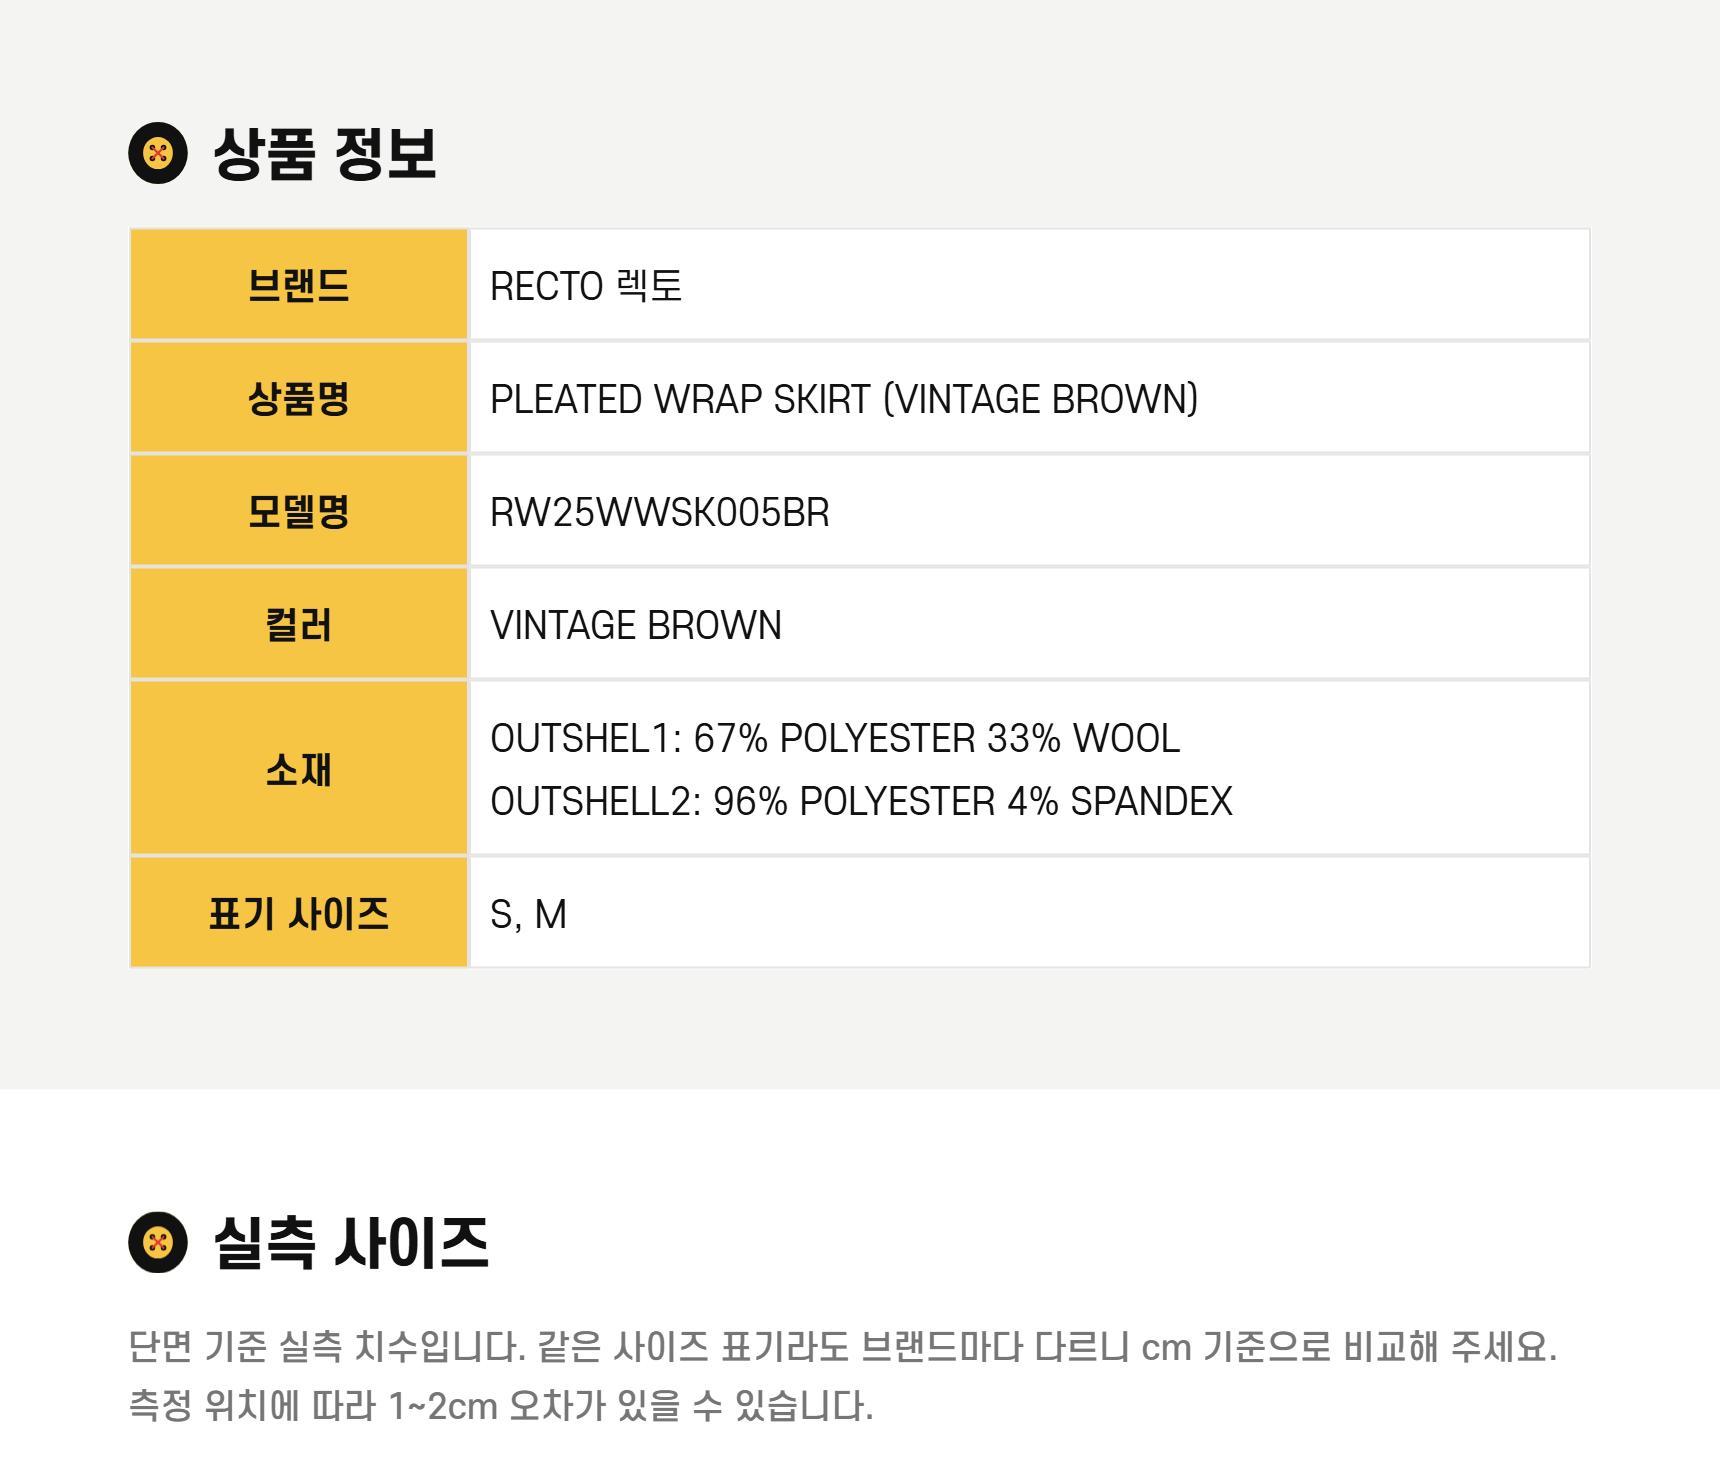 상품 정보
브랜드
RECTO 렉토
상품명
PLEATED WRAP SKIRT (VINTAGE BROWN)
모델명
RW25WWSK005BR
컬러
VINTAGE BROWN
소재
OUTSHEL1: 67% POLYESTER 33% WOOL
OUTSHELL2: 96% POLYESTER 4% SPANDEX
표기 사이즈
S, M
실측 사이즈
단면 기준 실측 치수입니다. 같은 사이즈 표기라도 브랜드마다 다르니 cm 기준으로 비교해 주세요.
측정 위치에 따라 1~2cm 오차가 있을 수 있습니다.